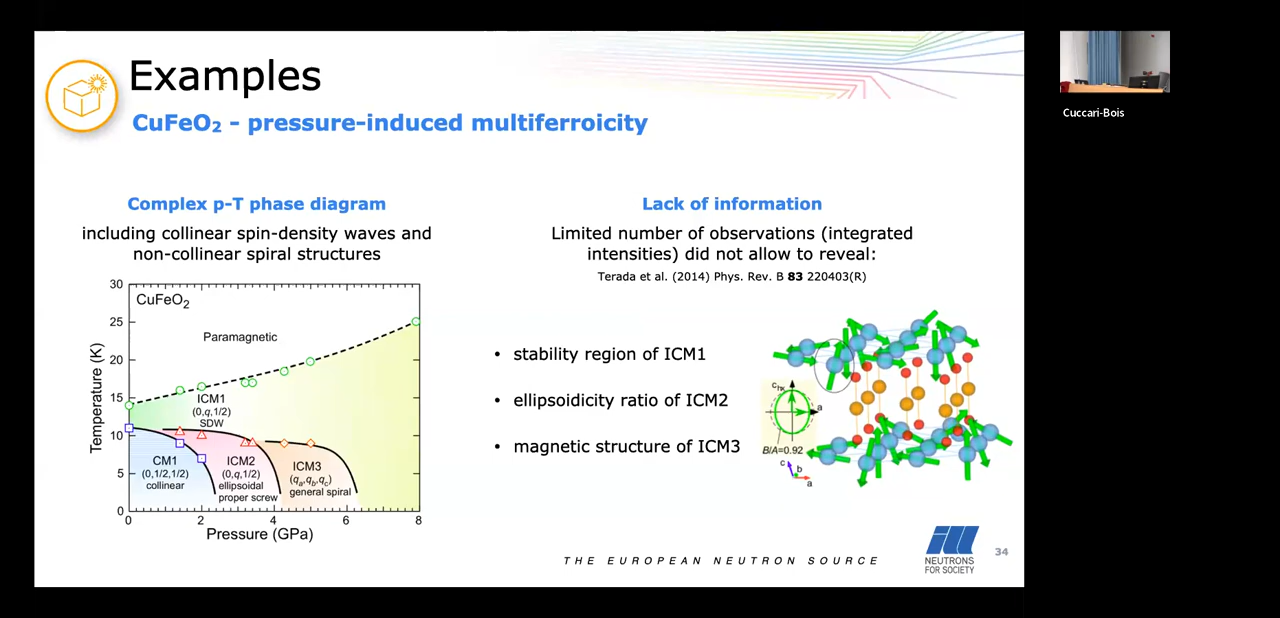 Examples
CuFeO₂ - pressure-induced multiferroicity
Complex p-T phase diagram
including collinear spin-density waves and
non-collinear spiral structures
30
25
20
15
10
5
0
Temperature (K)
CuFeO₂
Paramagnetic
ICM1
(0,q,1/2)
SDW
CM1
(0,1/2,1/2)
collinear
ICM2
(0,q,1/2)
ellipsoidal
proper screw
ICM3
(qₐ,q_b,q_c)
general spiral
0 2 4 6 8
Pressure (GPa)
Lack of information
Limited number of observations (integrated
intensities) did not allow to reveal:
Terada et al. (2014) Phys. Rev. B 83 220403(R)
• stability region of ICM1
• ellipsoidicity ratio of ICM2
• magnetic structure of ICM3
a
B/A=0.92
c
b
a
THE EUROPEAN NEUTRON SOURCE
ill
NEUTRONS
FOR SOCIETY
34
Cuccari-Bois